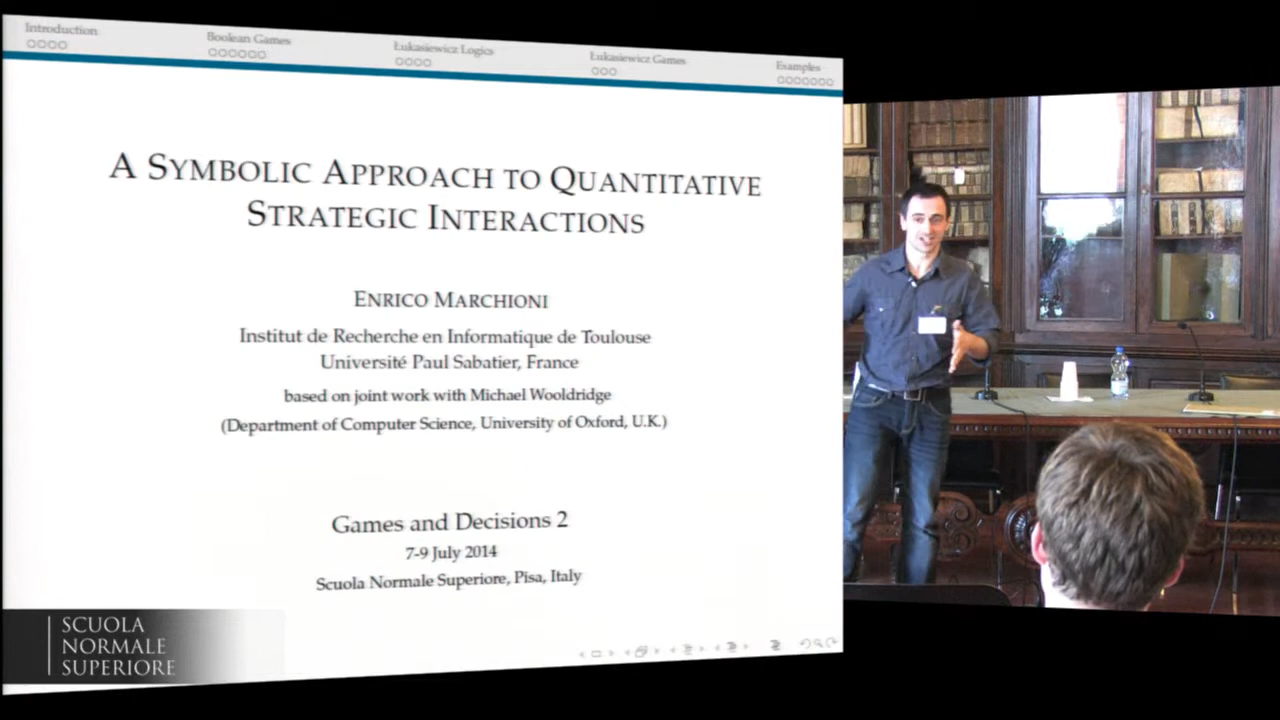 Introduction
Boolean Games
Łukasiewicz Logics
Łukasiewicz Games
Examples
A SYMBOLIC APPROACH TO QUANTITATIVE
STRATEGIC INTERACTIONS
ENRICO MARCHIONI
Institut de Recherche en Informatique de Toulouse
Université Paul Sabatier, France
based on joint work with Michael Wooldridge
(Department of Computer Science, University of Oxford, U.K.)
Games and Decisions 2
7-9 July 2014
Scuola Normale Superiore, Pisa, Italy
SCUOLA
NORMALE
SUPERIORE